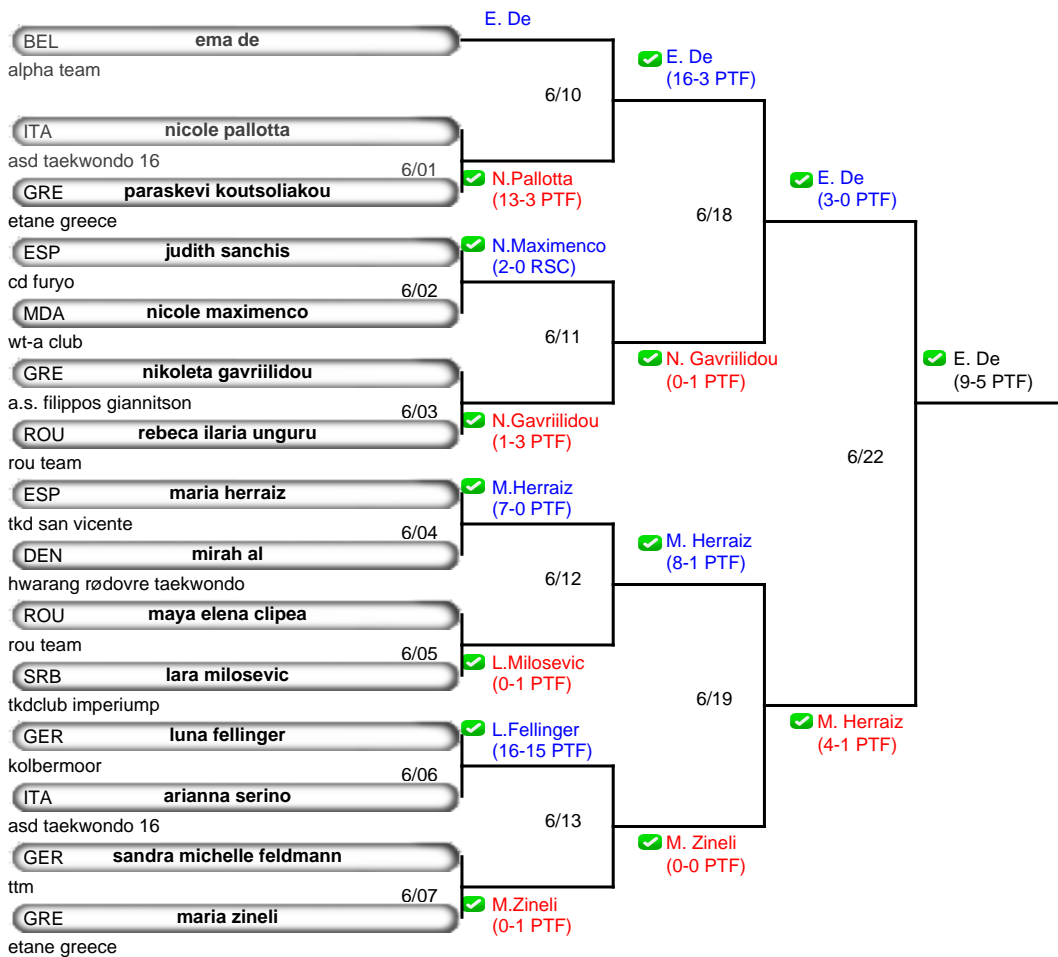 E. De
BEL ema de
alpha team
E. De
(16-3 PTF)
6/10
ITA nicole pallotta
asd taekwondo 16
6/01
GRE paraskevi koutsoliakou
etane greece
N.Pallotta
(13-3 PTF)
E. De
(3-0 PTF)
6/18
ESP judith sanchis
cd furyo
N.Maximenco
(2-0 RSC)
6/02
MDA nicole maximenco
wt-a club
6/11
GRE nikoleta gavriilidou
a.s. filippos giannitson
N. Gavriilidou
(0-1 PTF)
E. De
(9-5 PTF)
6/03
ROU rebeca ilaria unguru
rou team
N.Gavriilidou
(1-3 PTF)
6/22
ESP maria herraiz
tkd san vicente
M.Herraiz
(7-0 PTF)
6/04
DEN mirah al
hwarang rødovre taekwondo
M. Herraiz
(8-1 PTF)
6/12
ROU maya elena clipea
rou team
6/05
SRB lara milosevic
tkdclub imperiump
L.Milosevic
(0-1 PTF)
6/19
GER luna fellinger
kolbermoor
L.Fellinger
(16-15 PTF)
M. Herraiz
(4-1 PTF)
6/06
ITA arianna serino
asd taekwondo 16
6/13
GER sandra michelle feldmann
ttm
M. Zineli
(0-0 PTF)
6/07
GRE maria zineli
etane greece
M.Zineli
(0-1 PTF)